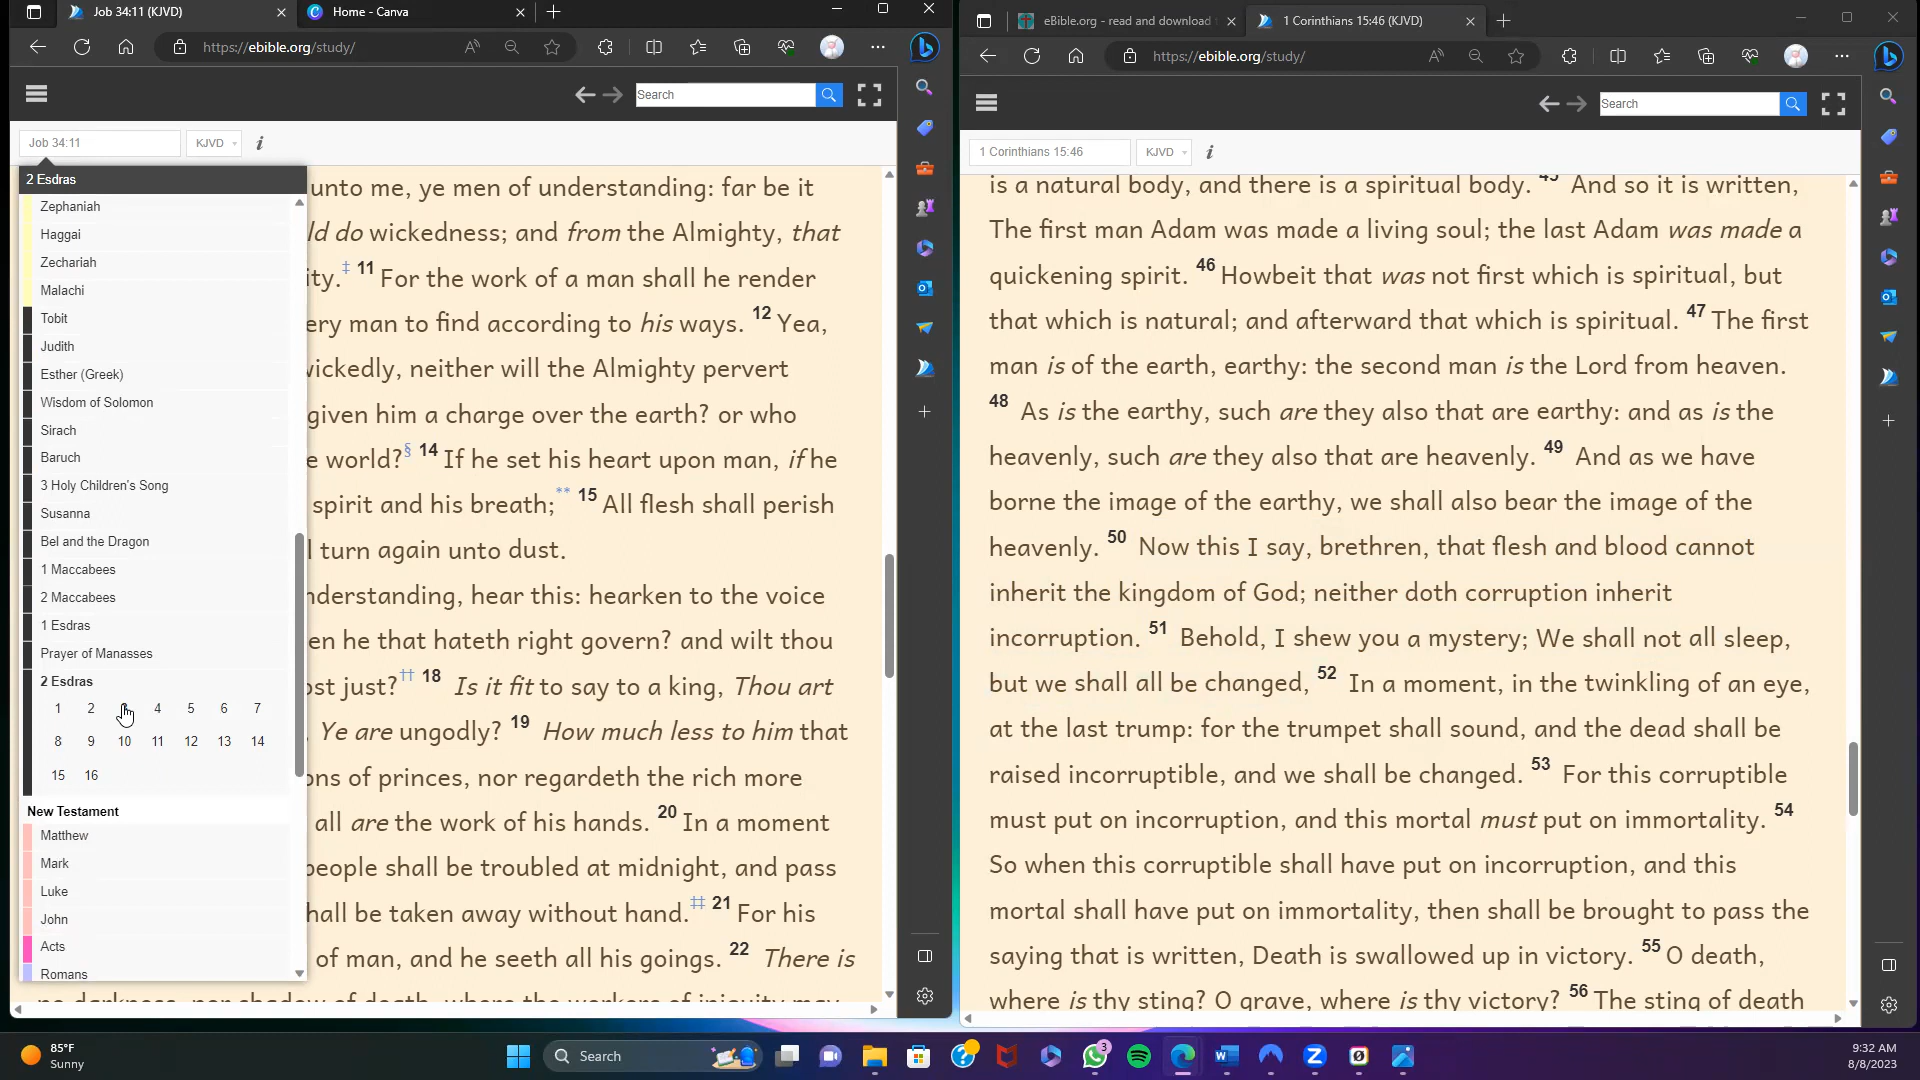 Job 34:11 (KJVD)
Home - Canva
https://ebible.org/study/
Search
Job 34:11
KJVD
i
2 Esdras
Zephaniah
Haggai
Zechariah
Malachi
Tobit
Judith
Esther (Greek)
Wisdom of Solomon
Sirach
Baruch
3 Holy Children's Song
Susanna
Bel and the Dragon
1 Maccabees
2 Maccabees
1 Esdras
Prayer of Manasses
2 Esdras
1 2 4 5 6 7
8 9 10 11 12 13 14
15 16
New Testament
Matthew
Mark
Luke
John
Acts
Romans
unto me, ye men of understanding: far be it
ld do wickedness; and from the Almighty, that
ity. ‡ 11 For the work of a man shall he render
ery man to find according to his ways. 12 Yea,
wickedly, neither will the Almighty pervert
given him a charge over the earth? or who
e world?§ 14 If he set his heart upon man, if he
spirit and his breath;** 15 All flesh shall perish
l turn again unto dust.
nderstanding, hear this: hearken to the voice
en he that hateth right govern? and wilt thou
ost just?†† 18 Is it fit to say to a king, Thou art
, Ye are ungodly? 19 How much less to him that
ons of princes, nor regardeth the rich more
all are the work of his hands. 20 In a moment
people shall be troubled at midnight, and pass
hall be taken away without hand.‡‡ 21 For his
of man, and he seeth all his goings. 22 There is
no darkness, nor shadow of death, where the workers of iniquity may
eBible.org - read and download
1 Corinthians 15:46 (KJVD)
https://ebible.org/study/
Search
1 Corinthians 15:46
KJVD
i
is a natural body, and there is a spiritual body. 45 And so it is written,
The first man Adam was made a living soul; the last Adam was made a
quickening spirit. 46 Howbeit that was not first which is spiritual, but
that which is natural; and afterward that which is spiritual. 47 The first
man is of the earth, earthy: the second man is the Lord from heaven.
48 As is the earthy, such are they also that are earthy: and as is the
heavenly, such are they also that are heavenly. 49 And as we have
borne the image of the earthy, we shall also bear the image of the
heavenly. 50 Now this I say, brethren, that flesh and blood cannot
inherit the kingdom of God; neither doth corruption inherit
incorruption. 51 Behold, I shew you a mystery; We shall not all sleep,
but we shall all be changed, 52 In a moment, in the twinkling of an eye,
at the last trump: for the trumpet shall sound, and the dead shall be
raised incorruptible, and we shall be changed. 53 For this corruptible
must put on incorruption, and this mortal must put on immortality. 54
So when this corruptible shall have put on incorruption, and this
mortal shall have put on immortality, then shall be brought to pass the
saying that is written, Death is swallowed up in victory. 55 O death,
where is thy sting? O grave, where is thy victory? 56 The sting of death
85°F
Sunny
Search
3
9:32 AM
8/8/2023